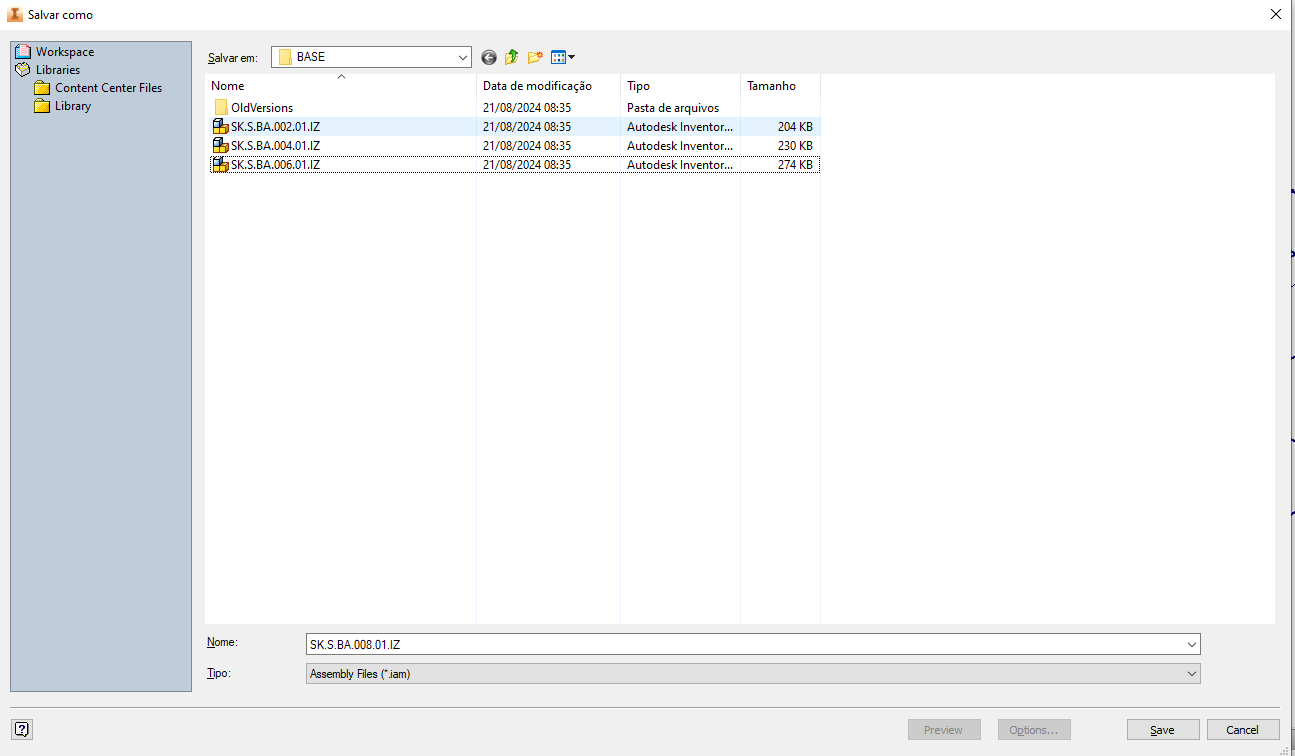 Salvar como
Workspace
Libraries
Content Center Files
Library
Salvar em: BASE
Nome Data de modificação Tipo Tamanho
OldVersions 21/08/2024 08:35 Pasta de arquivos
SK.S.BA.002.01.IZ 21/08/2024 08:35 Autodesk Inventor... 204 KB
SK.S.BA.004.01.IZ 21/08/2024 08:35 Autodesk Inventor... 230 KB
SK.S.BA.006.01.IZ 21/08/2024 08:35 Autodesk Inventor... 274 KB
Nome: SK.S.BA.008.01.IZ
Tipo: Assembly Files (*.iam)
Preview Options... Save Cancel